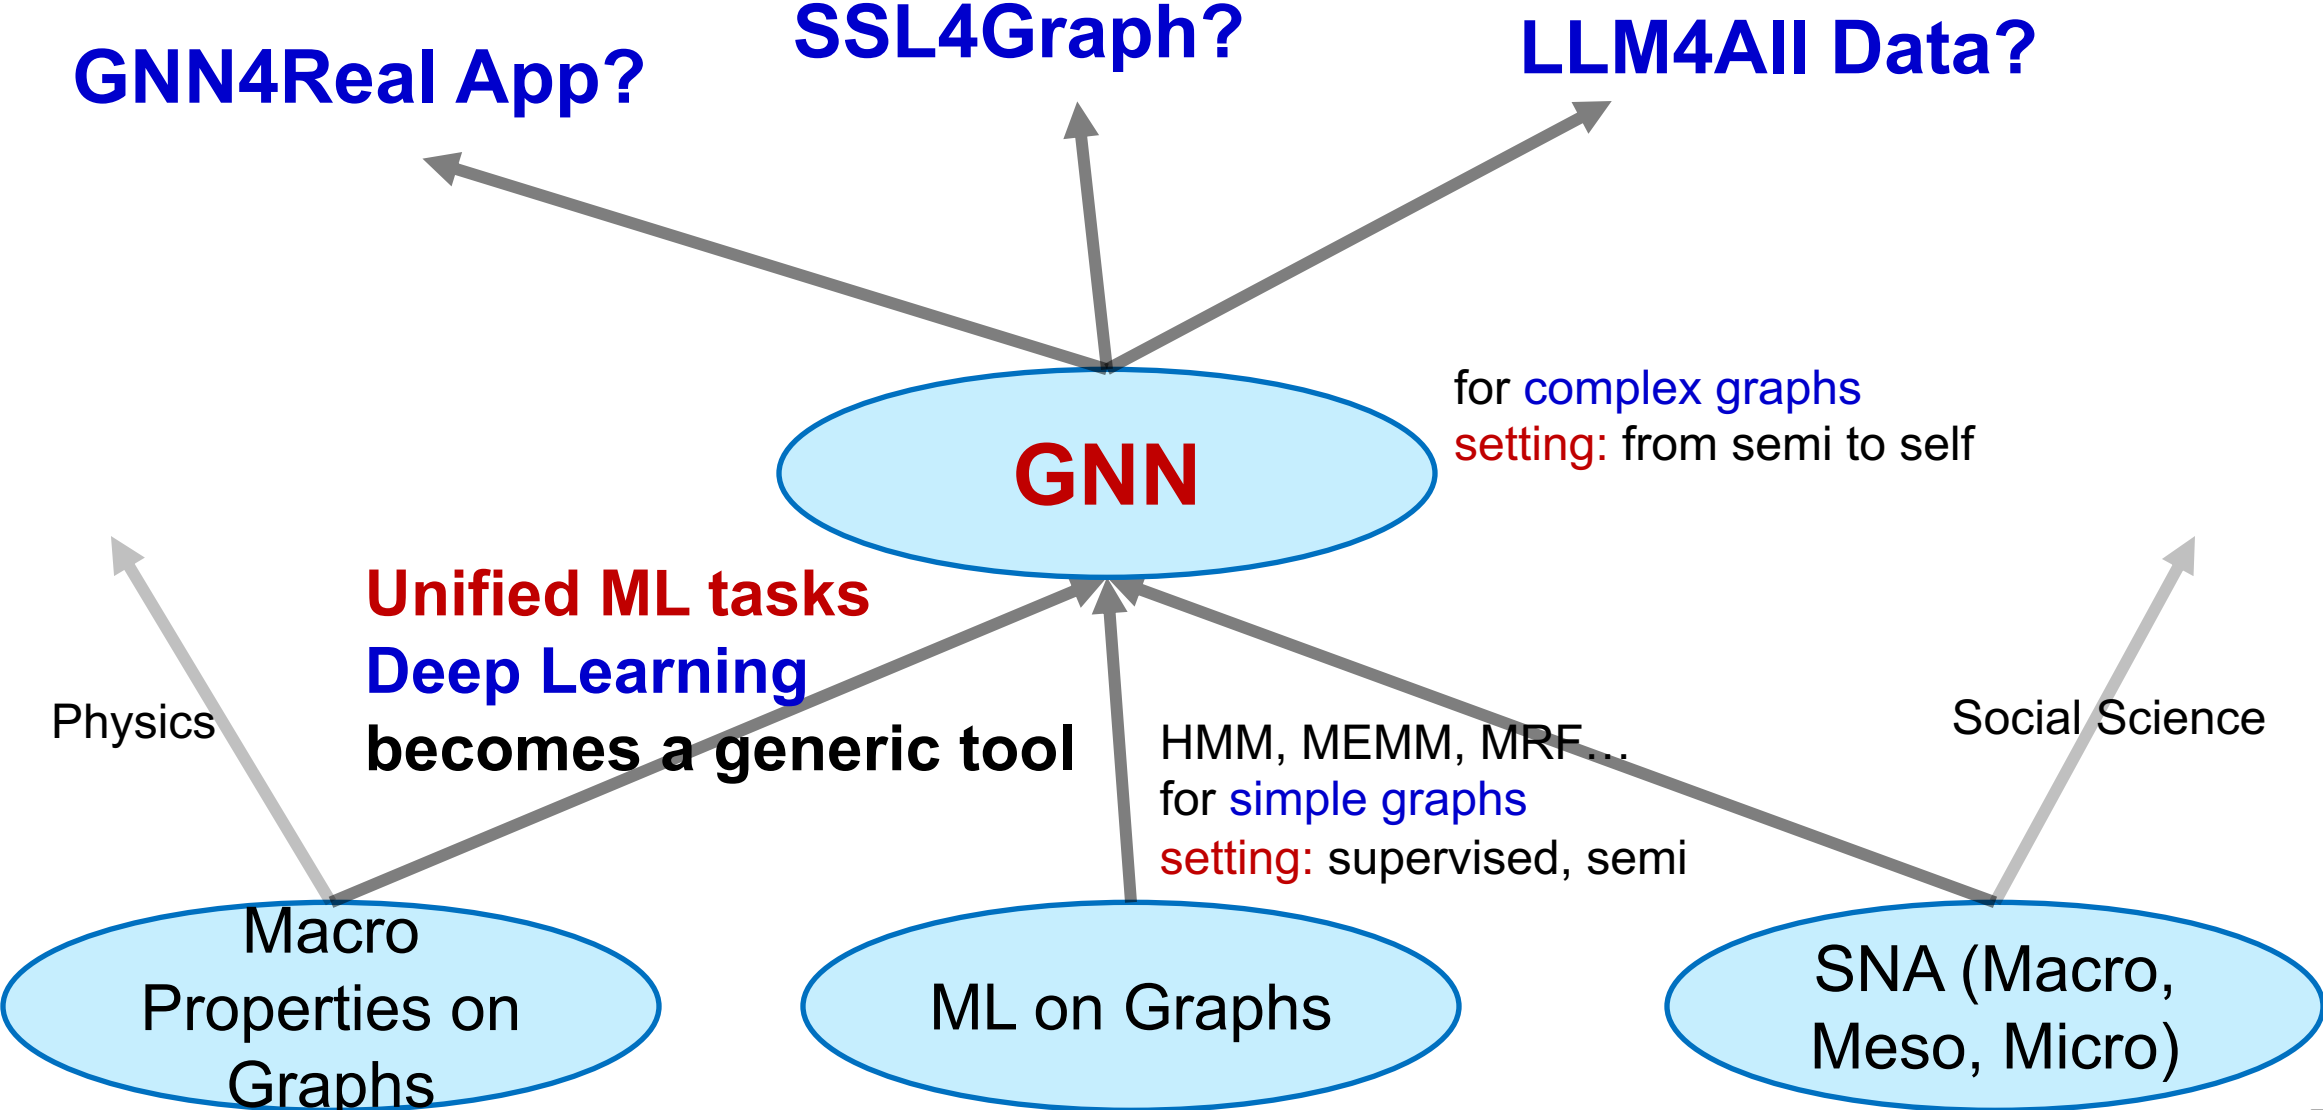 GNN4Real App?
SSL4Graph?
LLM4All Data?
for complex graphs
setting: from semi to self
GNN
Unified ML tasks
Deep Learning
becomes a generic tool
Physics
Social Science
HMM, MEMM, MRF…
for simple graphs
setting: supervised, semi
Macro
Properties on
Graphs
ML on Graphs
SNA (Macro,
Meso, Micro)